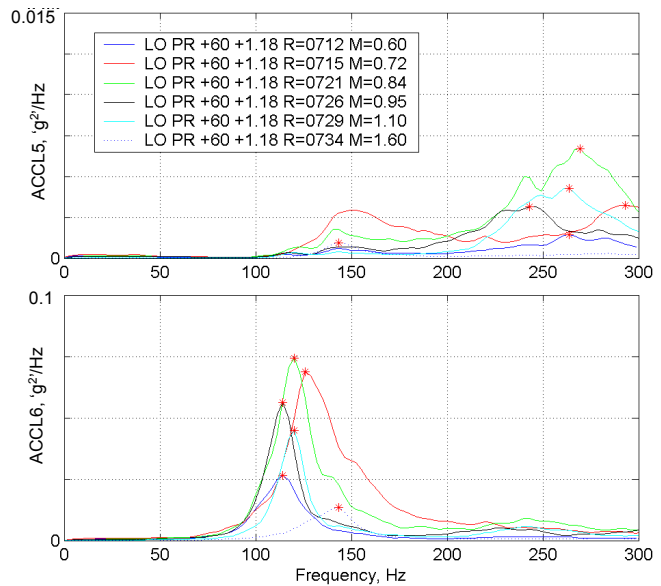 0.015
LO PR +60 +1.18 R=0712 M=0.60
LO PR +60 +1.18 R=0715 M=0.72
LO PR +60 +1.18 R=0721 M=0.84
LO PR +60 +1.18 R=0726 M=0.95
LO PR +60 +1.18 R=0729 M=1.10
LO PR +60 +1.18 R=0734 M=1.60
ACCL5, 'g²'/Hz
0
0 50 100 150 200 250 300
0.1
ACCL6, 'g²'/Hz
0
0 50 100 150 200 250 300
Frequency, Hz